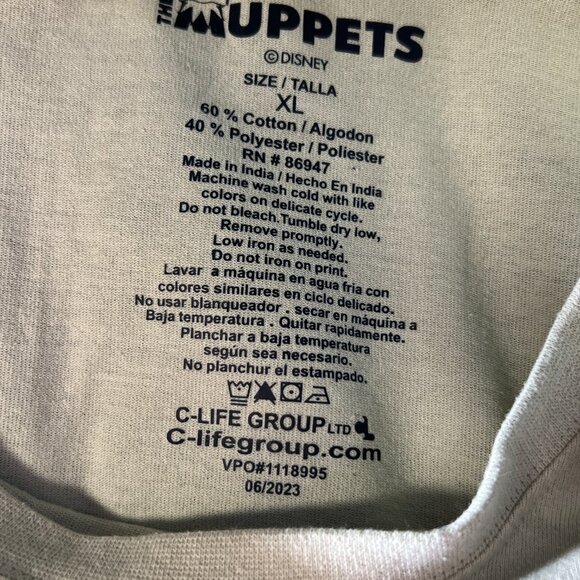 THE MUPPETS
© DISNEY
SIZE / TALLA
XL
60 % Cotton / Algodon
40 % Polyester / Poliester
RN # 86947
Made in India / Hecho En India
Machine wash cold with like
colors on delicate cycle.
Do not bleach.Tumble dry low,
Remove promptly.
Low iron as needed.
Do not iron on print.
Lavar a máquina en agua fria con
colores similares en ciclo delicado.
No usar blanqueador . secar en máquina a
Baja temperatura . Quitar rapidamente.
Planchar a baja temperatura
según sea necesario.
No planchur el estampado.
C-LIFE GROUP LTD CL
C-lifegroup.com
VPO#1118995
06/2023